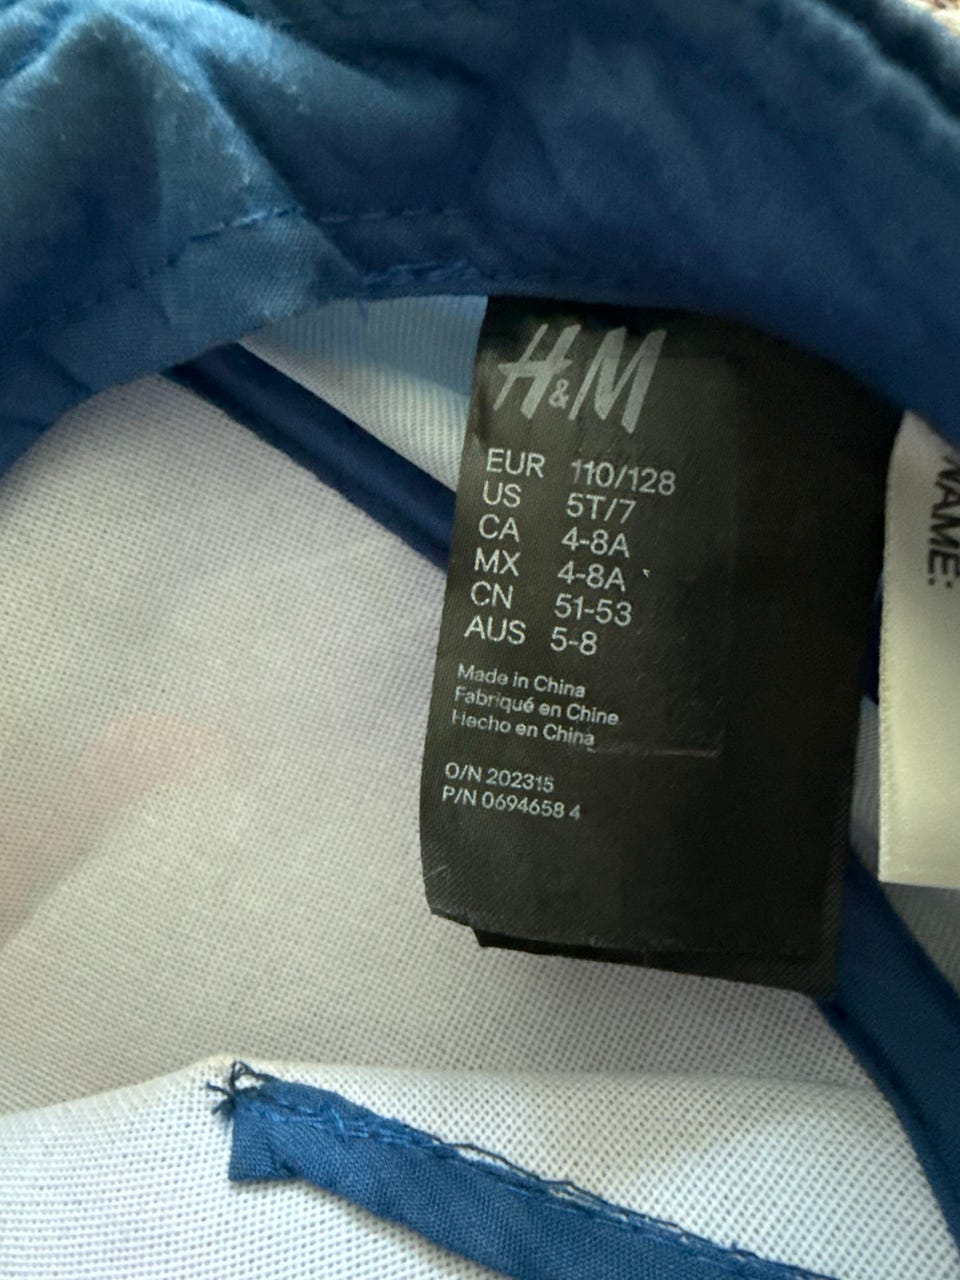 H&M
EUR 110/128
US 5T/7
CA 4-8A
MX 4-8A
CN 51-53
AUS 5-8
Made in China
Fabriqué en Chine
Hecho en China
O/N 202315
P/N 0694658 4
NAME: